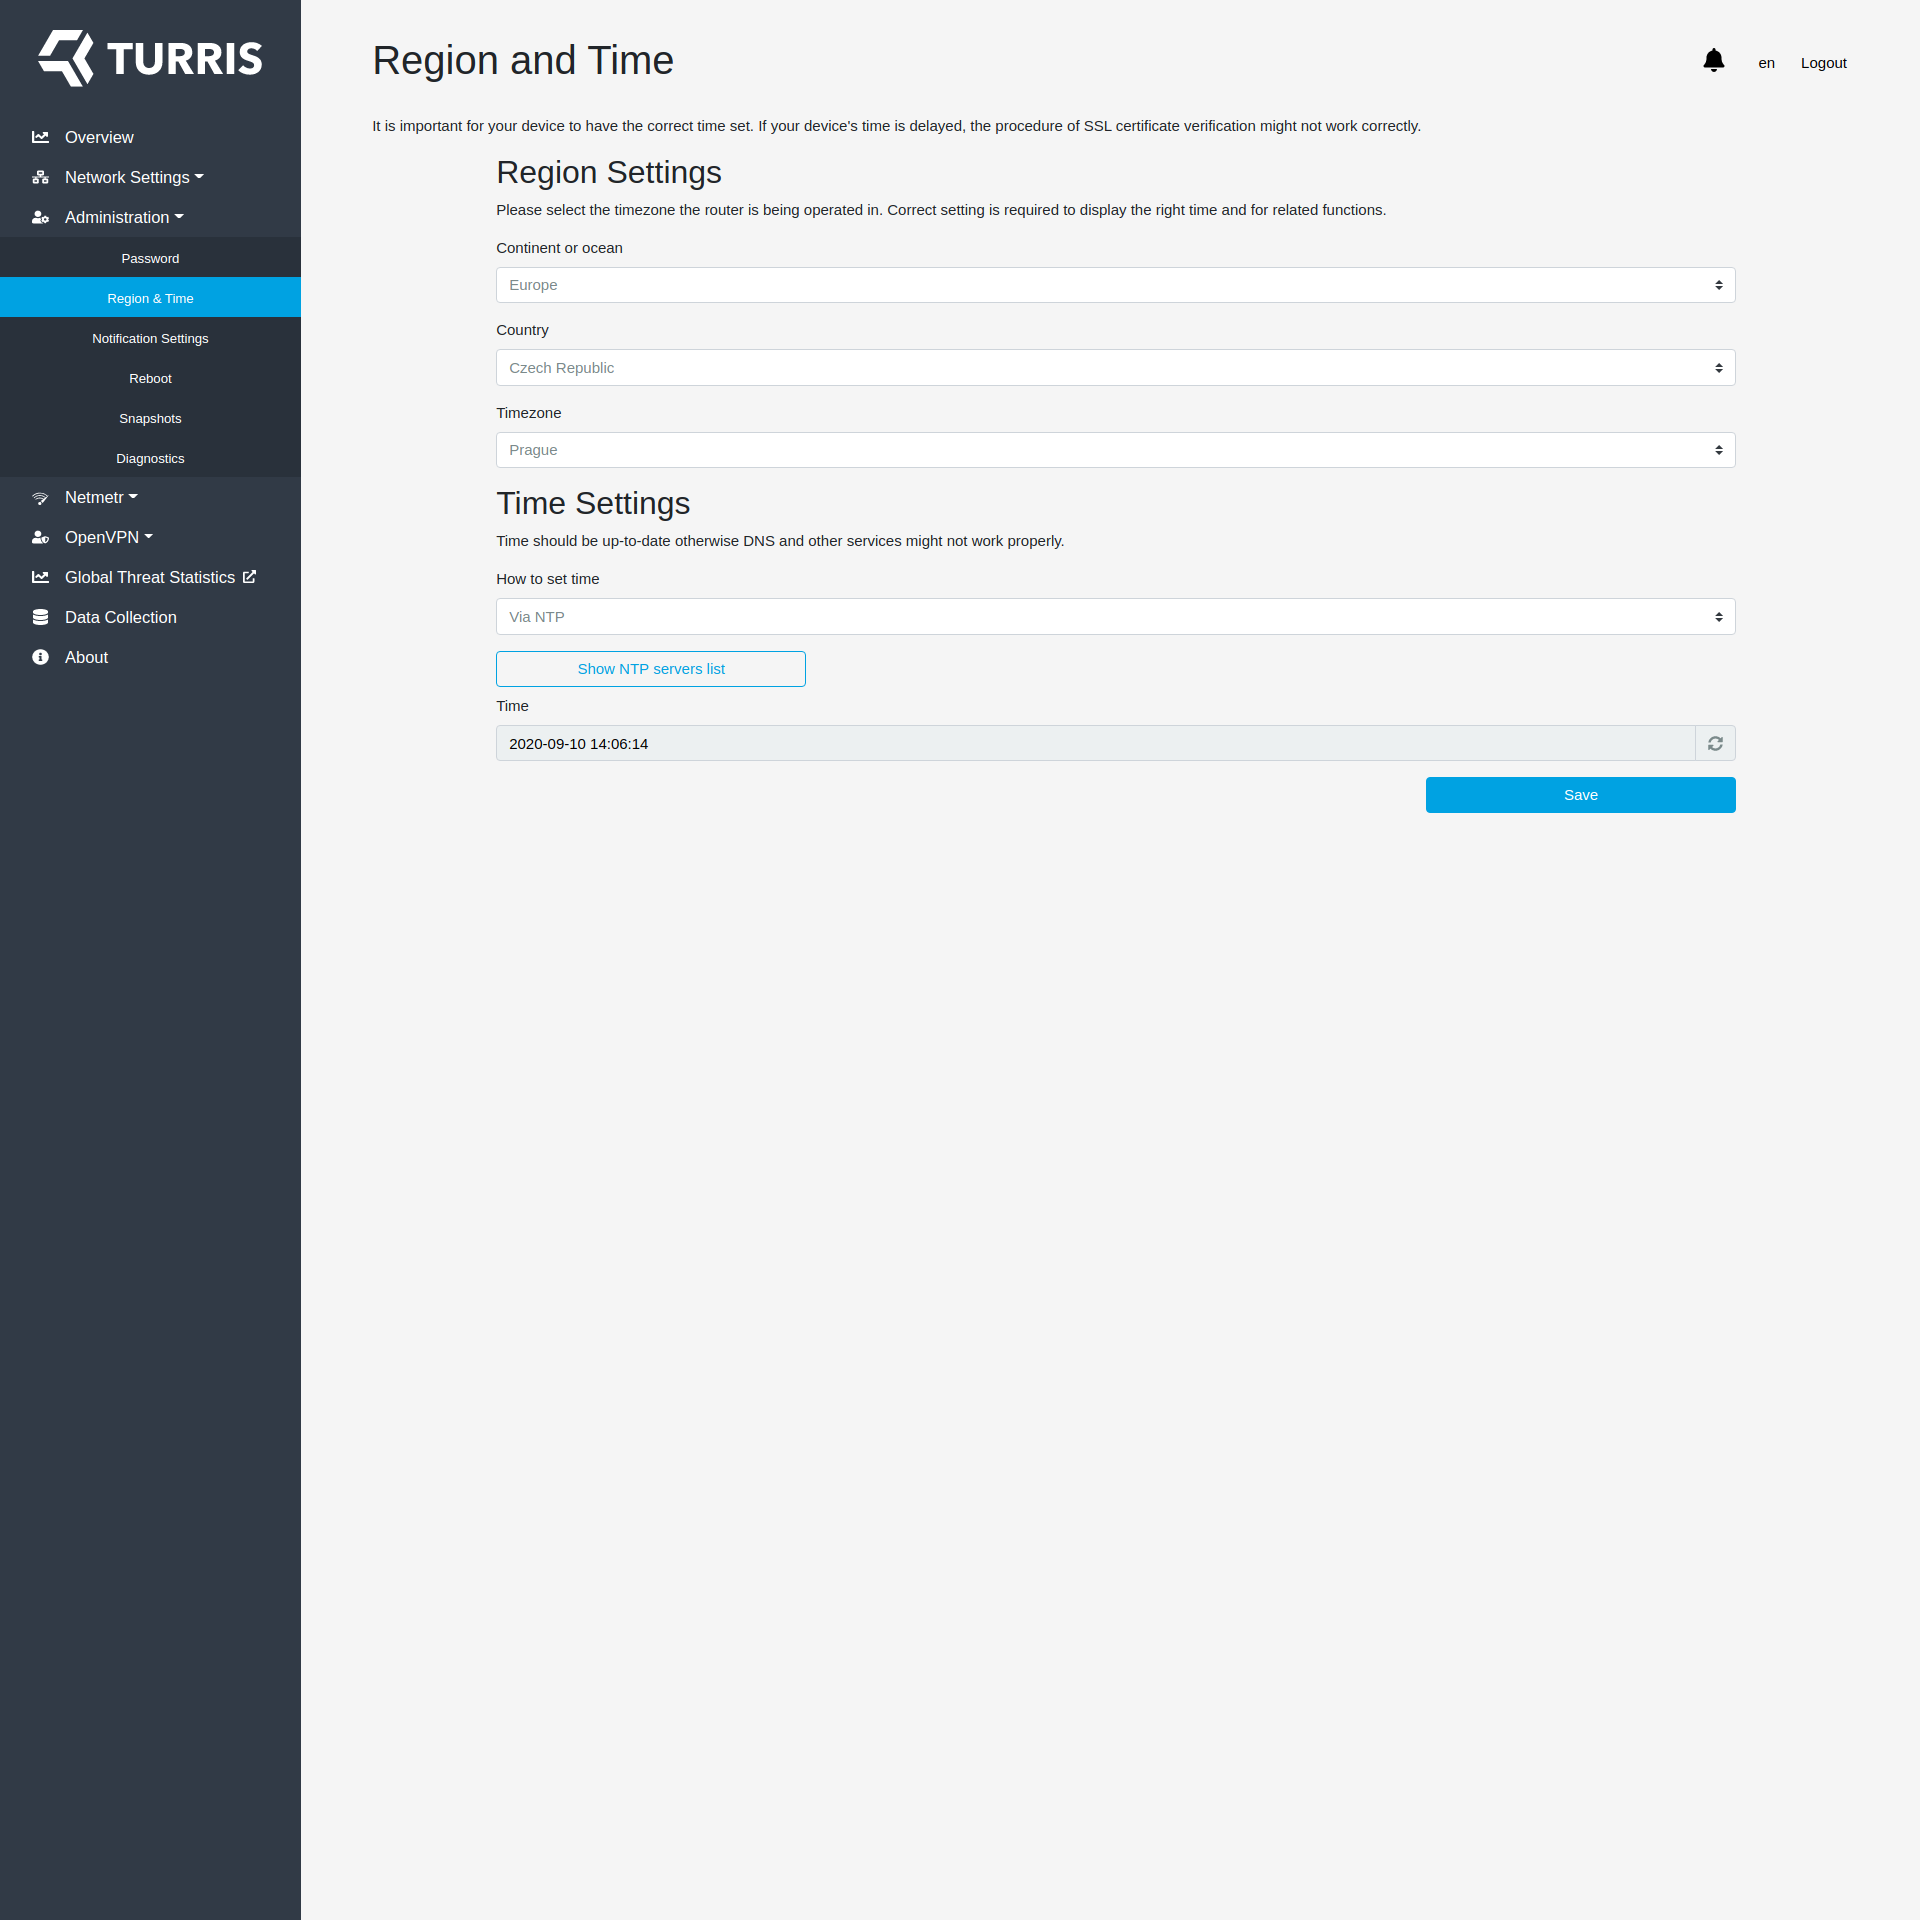 TURRIS
Overview
Network Settings
Administration
Password
Region & Time
Notification Settings
Reboot
Snapshots
Diagnostics
Netmetr
OpenVPN
Global Threat Statistics
Data Collection
About
Region and Time
en Logout
It is important for your device to have the correct time set. If your device's time is delayed, the procedure of SSL certificate verification might not work correctly.
Region Settings
Please select the timezone the router is being operated in. Correct setting is required to display the right time and for related functions.
Continent or ocean
Europe
Country
Czech Republic
Timezone
Prague
Time Settings
Time should be up-to-date otherwise DNS and other services might not work properly.
How to set time
Via NTP
Show NTP servers list
Time
2020-09-10 14:06:14
Save